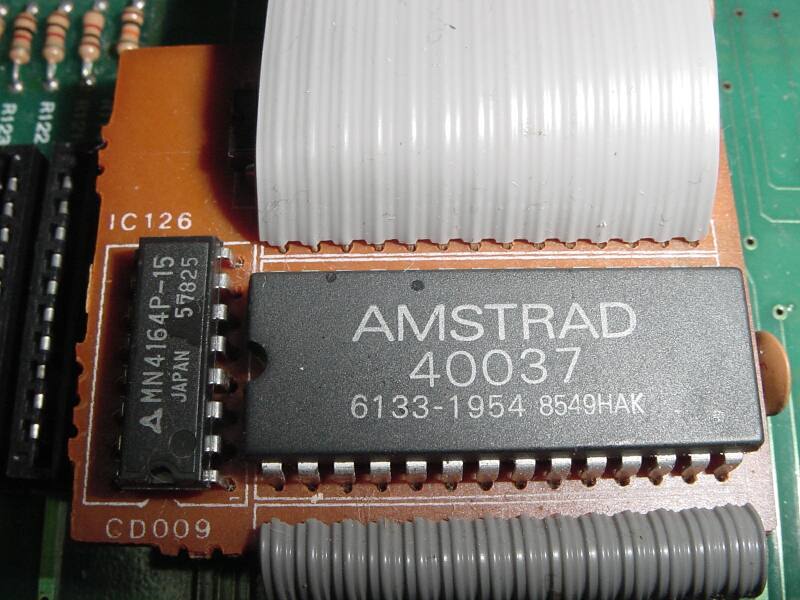 R122
IC126
MN4164P-15
JAPAN 57825
AMSTRAD
40037
6133-1954 8549HAK
CD009